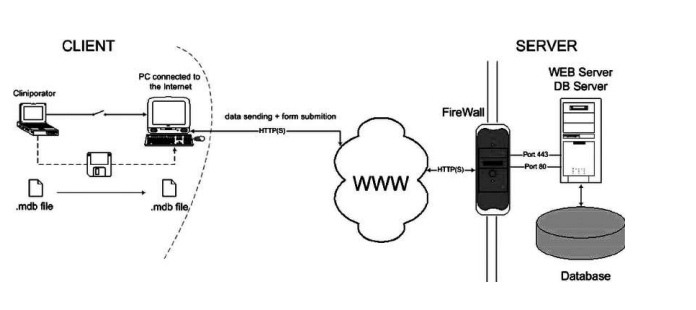 CLIENT
SERVER
PC connected to
the Internet
Cliniporator
WEB Server
DB Server
data sending + form submition
HTTP(S)
FireWall
WWW
HTTP(S)
Port 443
Port 80
.mdb file
.mdb file
Database